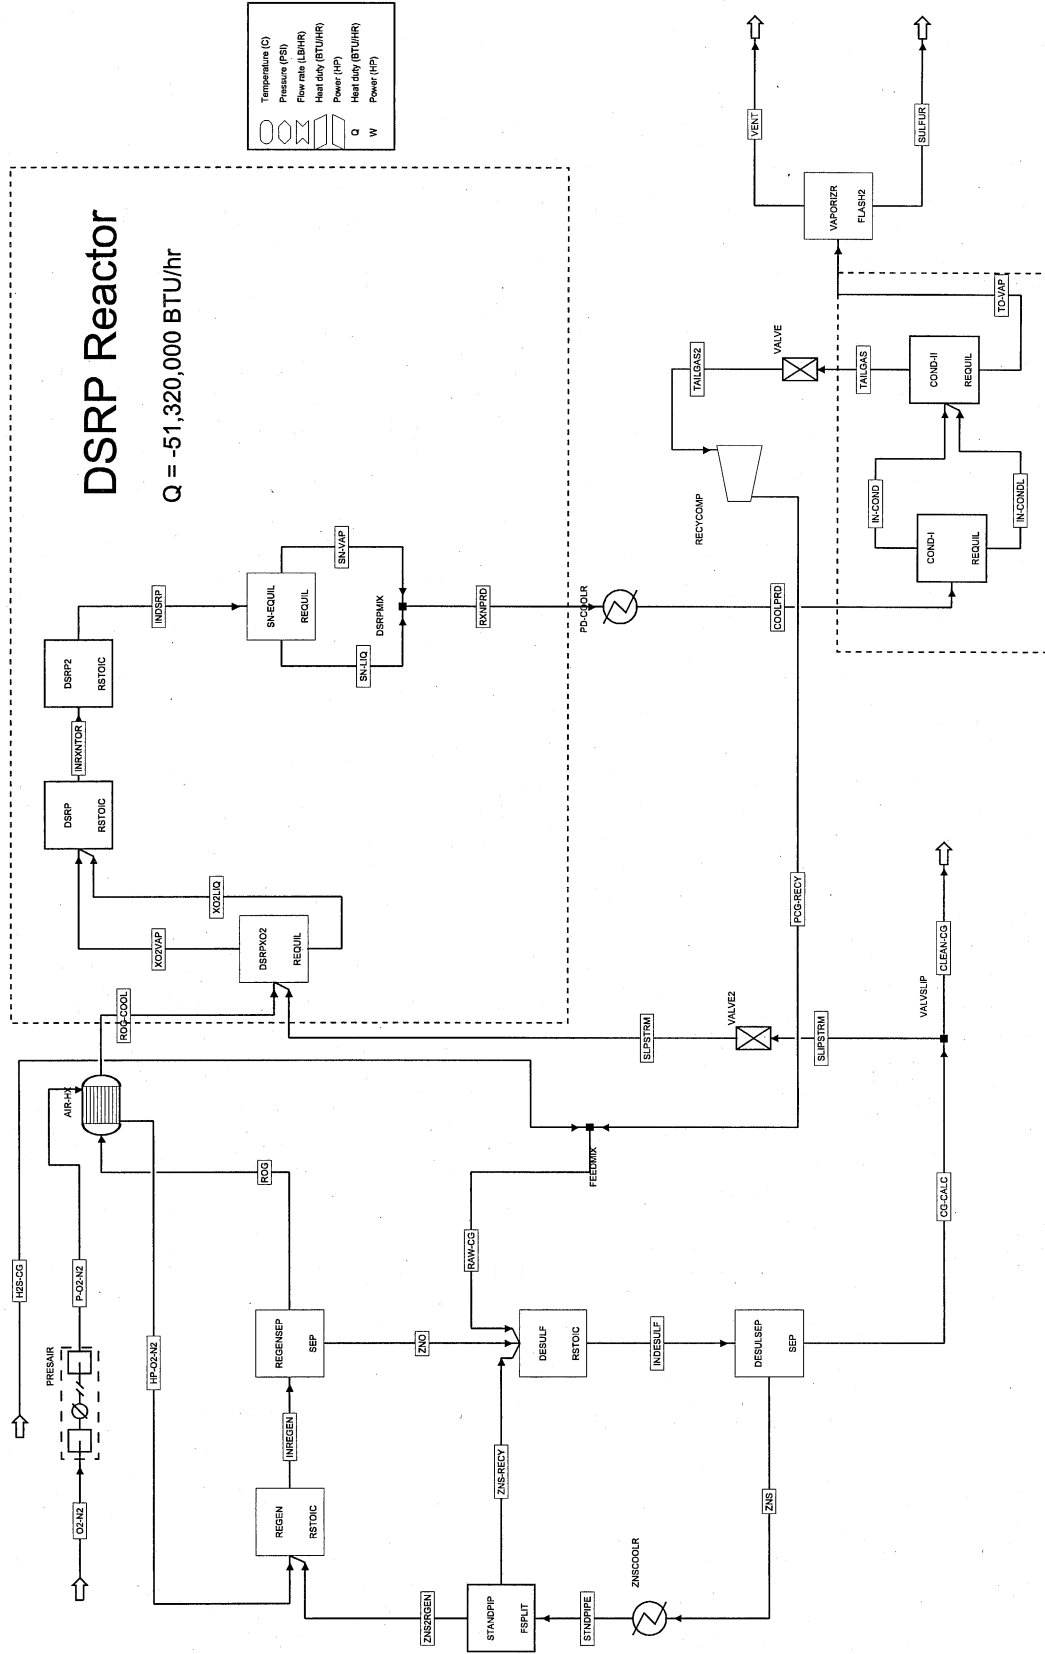 Temperature (C)
Pressure (PSI)
Flow rate (LB/HR)
Heat duty (BTU/HR)
Power (HP)
Q Heat duty (BTU/HR)
W Power (HP)
DSRP Reactor
Q = -51,320,000 BTU/hr
H2S-CG
O2-N2
PRESAIR
P-O2-N2
AIR-HX
HP-O2-N2
ROG-COOL
ROG
REGEN
RSTOIC
INREGEN
REGENSEP
SEP
ZNO
ZNS2RGEN
STANDPIP
FSPLIT
ZNS-RECY
STNDPIPE
ZNSCOOLR
ZNS
RAW-CG
DESULF
RSTOIC
INDESULF
DESULSEP
SEP
CG-CALC
FEEDMIX
VALVSLIP
CLEAN-CG
SLIPSTRM
VALVE2
SLPSTRM
PCG-RECY
DSRPXO2
REQUIL
XO2VAP
XO2LIQ
DSRP
RSTOIC
INRXNTOR
DSRP2
RSTOIC
INDSRP
SN-EQUIL
REQUIL
SN-VAP
SN-LIQ
DSRPMIX
RXNPRD
PD-COOLR
COOLPRD
COND-I
REQUIL
IN-COND
IN-CONDL
COND-II
REQUIL
TAILGAS
VALVE
TAILGAS2
RECYCOMP
TO-VAP
VAPORIZR
FLASH2
VENT
SULFUR